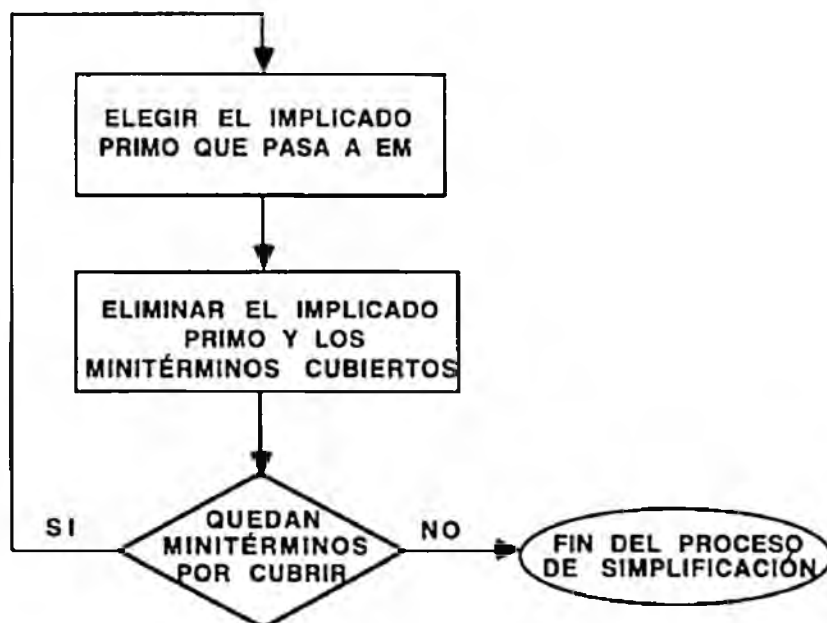 ELEGIR EL IMPLICADO
PRIMO QUE PASA A EM
ELIMINAR EL IMPLICADO
PRIMO Y LOS
MINITÉRMINOS CUBIERTOS
SI
QUEDAN
MINITÉRMINOS
POR CUBRIR
NO
FIN DEL PROCESO
DE SIMPLIFICACIÓN